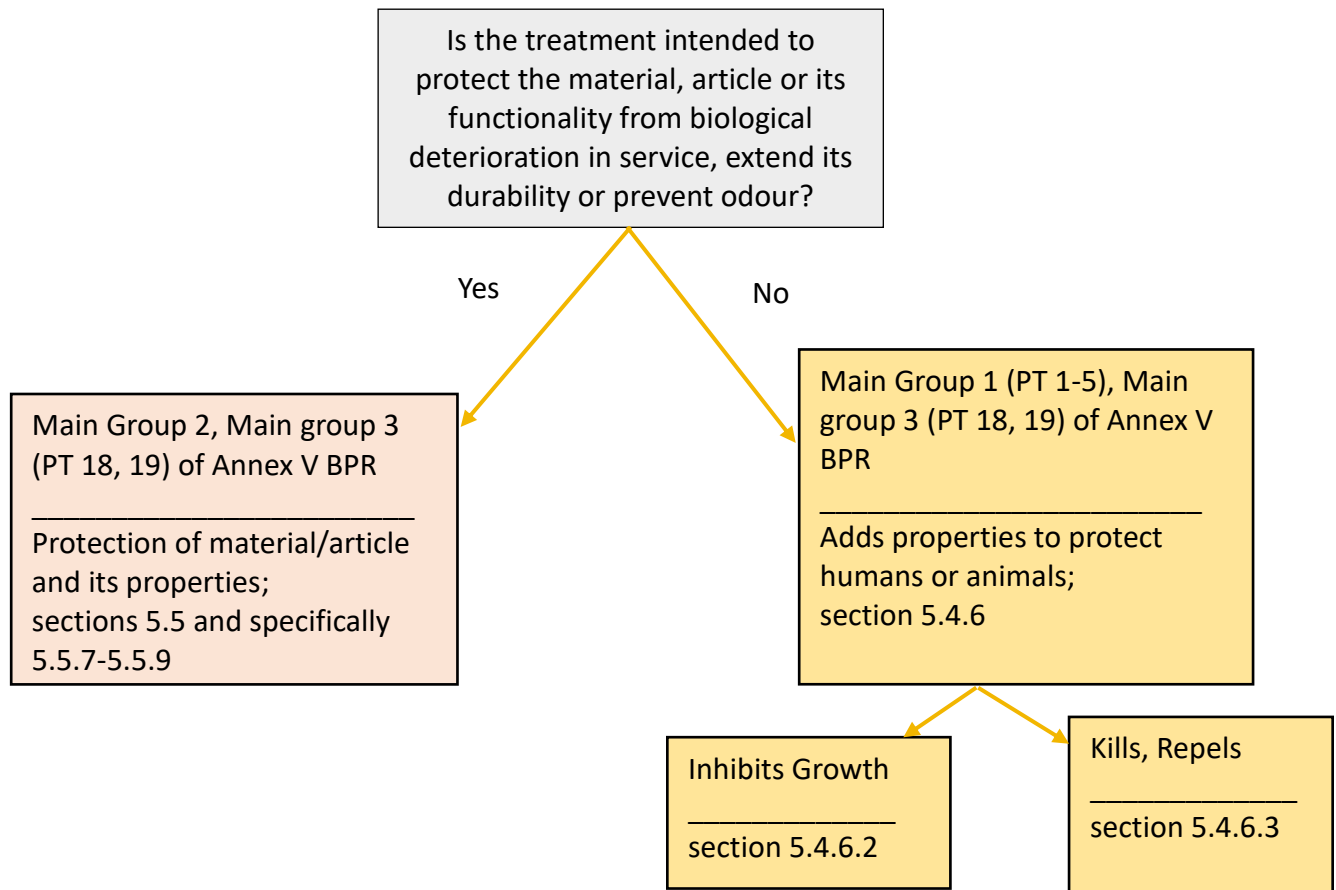 Is the treatment intended to
protect the material, article or its
functionality from biological
deterioration in service, extend its
durability or prevent odour?
Yes
No
Main Group 2, Main group 3
(PT 18, 19) of Annex V BPR
________________________
Protection of material/article
and its properties;
sections 5.5 and specifically
5.5.7-5.5.9
Main Group 1 (PT 1-5), Main
group 3 (PT 18, 19) of Annex V
BPR
________________________
Adds properties to protect
humans or animals;
section 5.4.6
Inhibits Growth
_____________
section 5.4.6.2
Kills, Repels
_____________
section 5.4.6.3